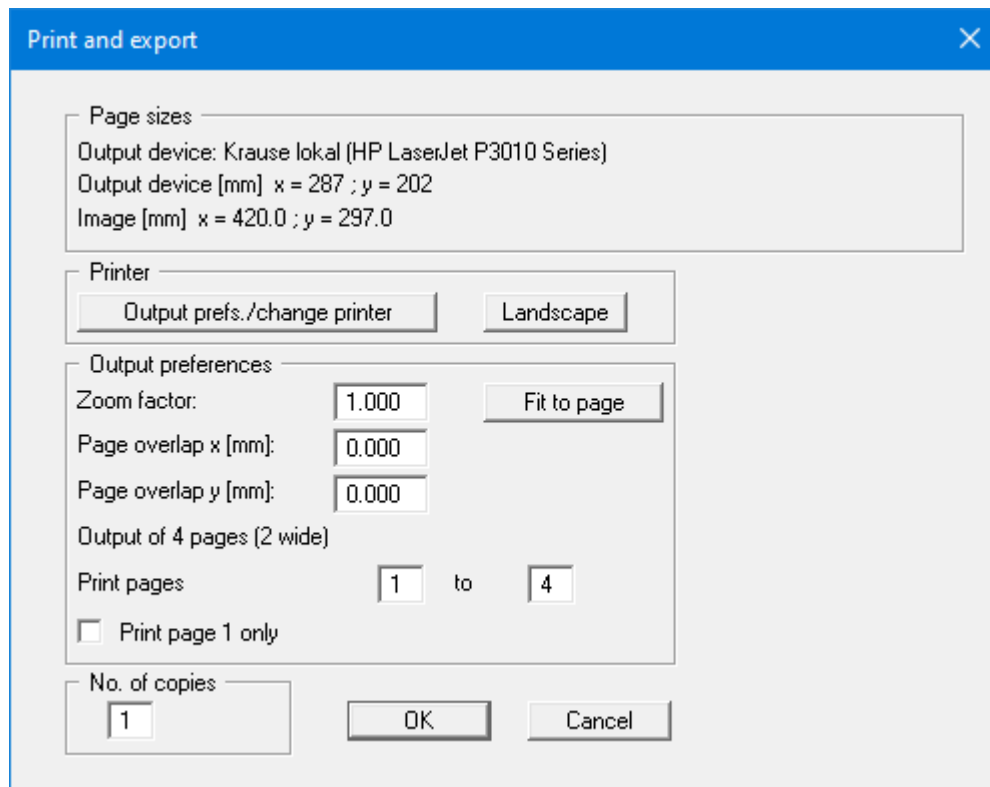 Print and export
Page sizes
Output device: Krause lokal (HP LaserJet P3010 Series)
Output device [mm]  x = 287 ; y = 202
Image [mm]  x = 420.0 ; y = 297.0
Printer
Output prefs./change printer Landscape
Output preferences
Zoom factor: 1.000 Fit to page
Page overlap x [mm]: 0.000
Page overlap y [mm]: 0.000
Output of 4 pages (2 wide)
Print pages 1 to 4
Print page 1 only
No. of copies
1 OK Cancel